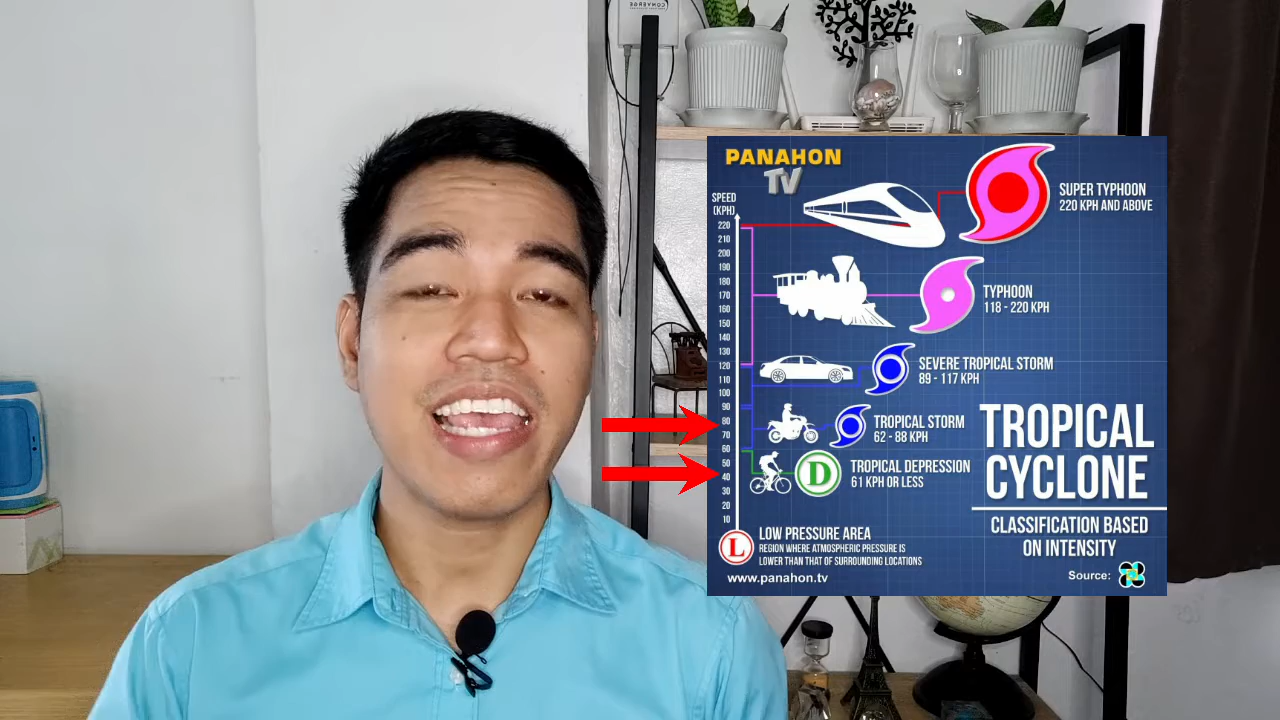 CONVERGE
PANAHON
TV
SPEED
(KPH)
220
210
200
190
180
170
160
150
140
130
120
110
100
90
80
70
60
50
40
30
20
10
SUPER TYPHOON
220 KPH AND ABOVE
TYPHOON
118 - 220 KPH
SEVERE TROPICAL STORM
89 - 117 KPH
TROPICAL STORM
62 - 88 KPH
D
TROPICAL DEPRESSION
61 KPH OR LESS
L
LOW PRESSURE AREA
REGION WHERE ATMOSPHERIC PRESSURE IS
LOWER THAN THAT OF SURROUNDING LOCATIONS
www.panahon.tv
TROPICAL
CYCLONE
CLASSIFICATION BASED
ON INTENSITY
Source: